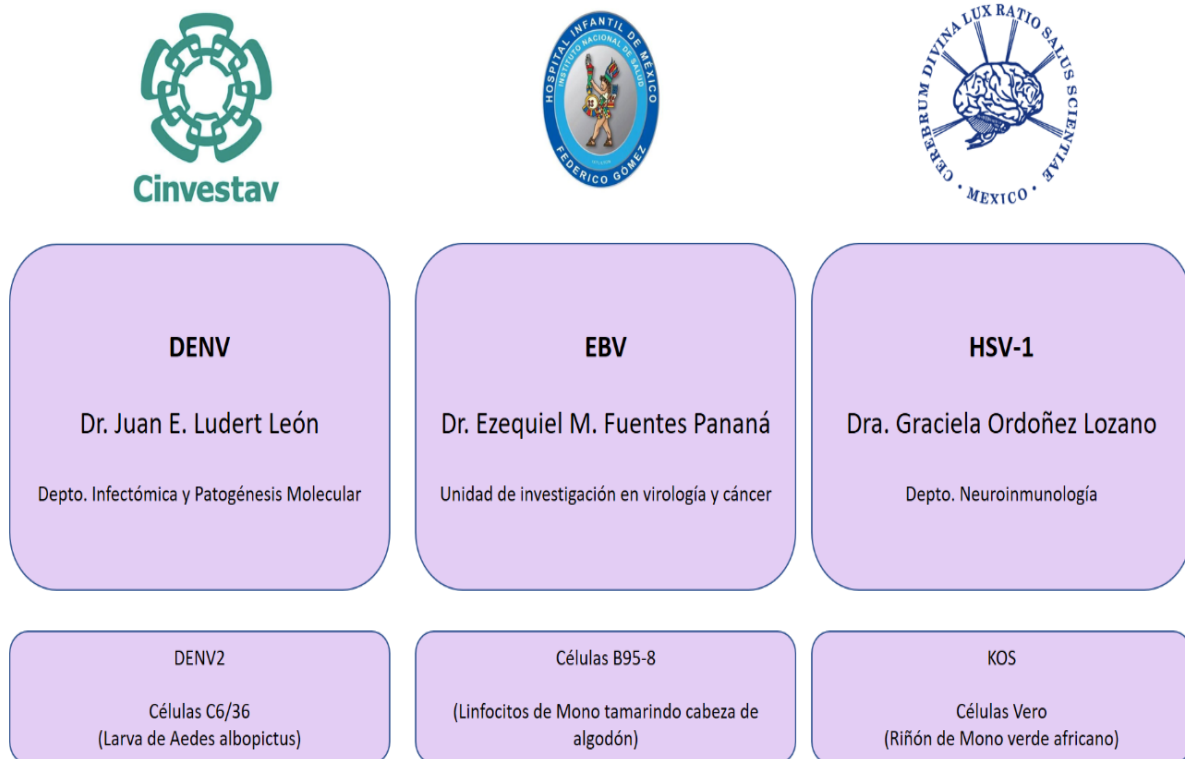 Cinvestav
HOSPITAL INFANTIL DE MÉXICO
INSTITUTO NACIONAL DE SALUD
FEDERICO GÓMEZ
CEREBRUM DIVINA LUX RATIO SALUS SCIENTIAE
• MEXICO •
DENV
Dr. Juan E. Ludert León
Depto. Infectómica y Patogénesis Molecular
EBV
Dr. Ezequiel M. Fuentes Pananá
Unidad de investigación en virología y cáncer
HSV-1
Dra. Graciela Ordoñez Lozano
Depto. Neuroinmunología
DENV2
Células C6/36
(Larva de Aedes albopictus)
Células B95-8
(Linfocitos de Mono tamarindo cabeza de
algodón)
KOS
Células Vero
(Riñón de Mono verde africano)